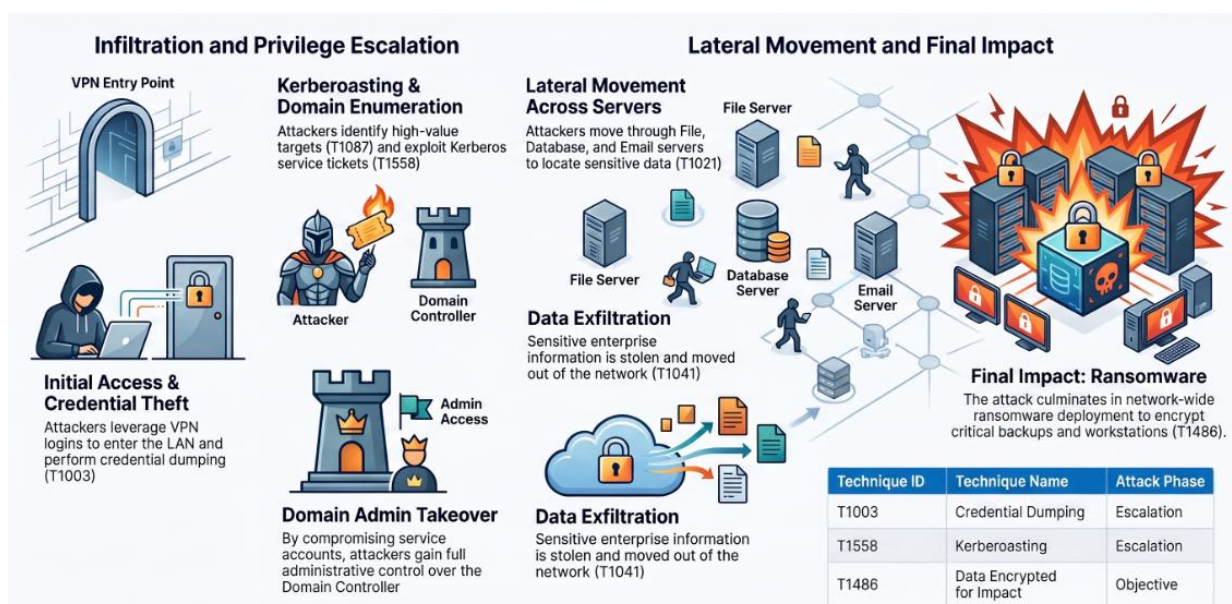 Infiltration and Privilege Escalation
VPN Entry Point
Initial Access &
Credential Theft
Attackers leverage VPN
logins to enter the LAN and
perform credential dumping
(T1003)
Kerberoasting &
Domain Enumeration
Attackers identify high-value
targets (T1087) and exploit Kerberos
service tickets (T1558)
Attacker
Domain
Controller
Admin
Access
Domain Admin Takeover
By compromising service
accounts, attackers gain full
administrative control over the
Domain Controller
Lateral Movement and Final Impact
Lateral Movement
Across Servers
Attackers move through File,
Database, and Email servers
to locate sensitive data (T1021)
File Server
File Server
Database
Server
Email
Server
Data Exfiltration
Sensitive enterprise
information is stolen and moved
out of the network (T1041)
Data Exfiltration
Sensitive enterprise information
is stolen and moved out of the
network (T1041)
Final Impact: Ransomware
The attack culminates in network-wide
ransomware deployment to encrypt
critical backups and workstations (T1486).
Technique ID Technique Name Attack Phase
T1003 Credential Dumping Escalation
T1558 Kerberoasting Escalation
T1486 Data Encrypted
for Impact Objective